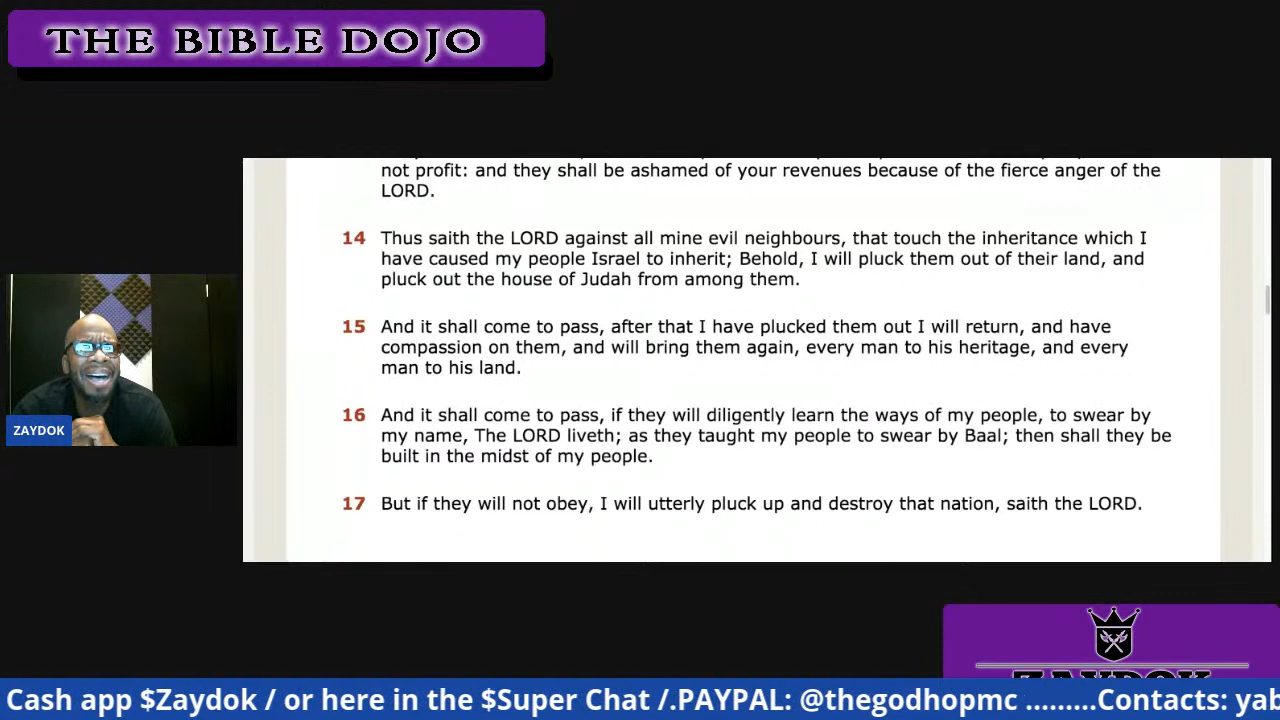 THE BIBLE DOJO
not profit: and they shall be ashamed of your revenues because of the fierce anger of the
LORD.
14 Thus saith the LORD against all mine evil neighbours, that touch the inheritance which I
have caused my people Israel to inherit; Behold, I will pluck them out of their land, and
pluck out the house of Judah from among them.
15 And it shall come to pass, after that I have plucked them out I will return, and have
compassion on them, and will bring them again, every man to his heritage, and every
man to his land.
16 And it shall come to pass, if they will diligently learn the ways of my people, to swear by
my name, The LORD liveth; as they taught my people to swear by Baal; then shall they be
built in the midst of my people.
17 But if they will not obey, I will utterly pluck up and destroy that nation, saith the LORD.
ZAYDOK
ZAYDOK
Cash app $Zaydok / or here in the $Super Chat /.PAYPAL: @thegodhopmc .........Contacts: yab